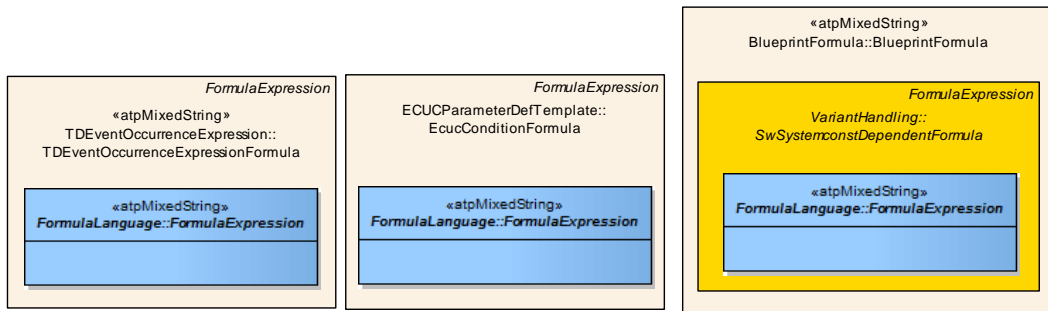 FormulaExpression
«atpMixedString»
TDEventOccurrenceExpression::
TDEventOccurrenceExpressionFormula
«atpMixedString»
FormulaLanguage::FormulaExpression
FormulaExpression
ECUCParameterDefTemplate::
EcucConditionFormula
«atpMixedString»
FormulaLanguage::FormulaExpression
«atpMixedString»
BlueprintFormula::BlueprintFormula
FormulaExpression
VariantHandling::
SwSystemconstDependentFormula
«atpMixedString»
FormulaLanguage::FormulaExpression